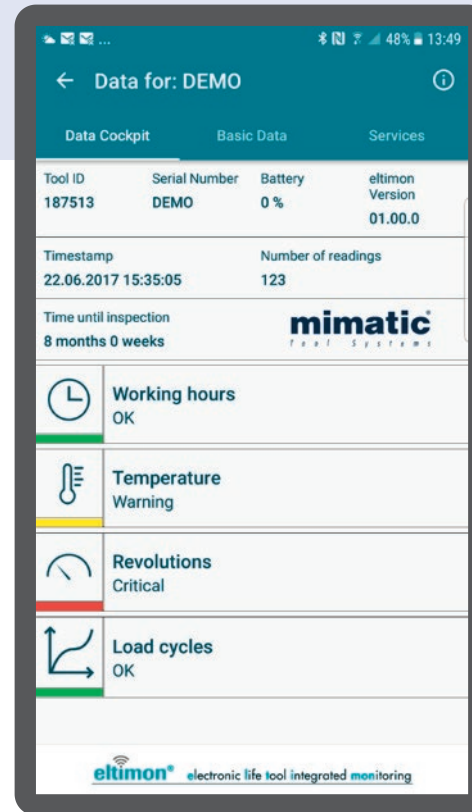 ... 48% 13:49
Data for: DEMO
Data Cockpit Basic Data Services
Tool ID Serial Number Battery eltimon Version
187513 DEMO 0 % 01.00.0
Timestamp Number of readings
22.06.2017 15:35:05 123
Time until inspection
8 months 0 weeks
mimatic
Tool Systems
Working hours
OK
Temperature
Warning
Revolutions
Critical
Load cycles
OK
eltimon® electronic life tool integrated monitoring